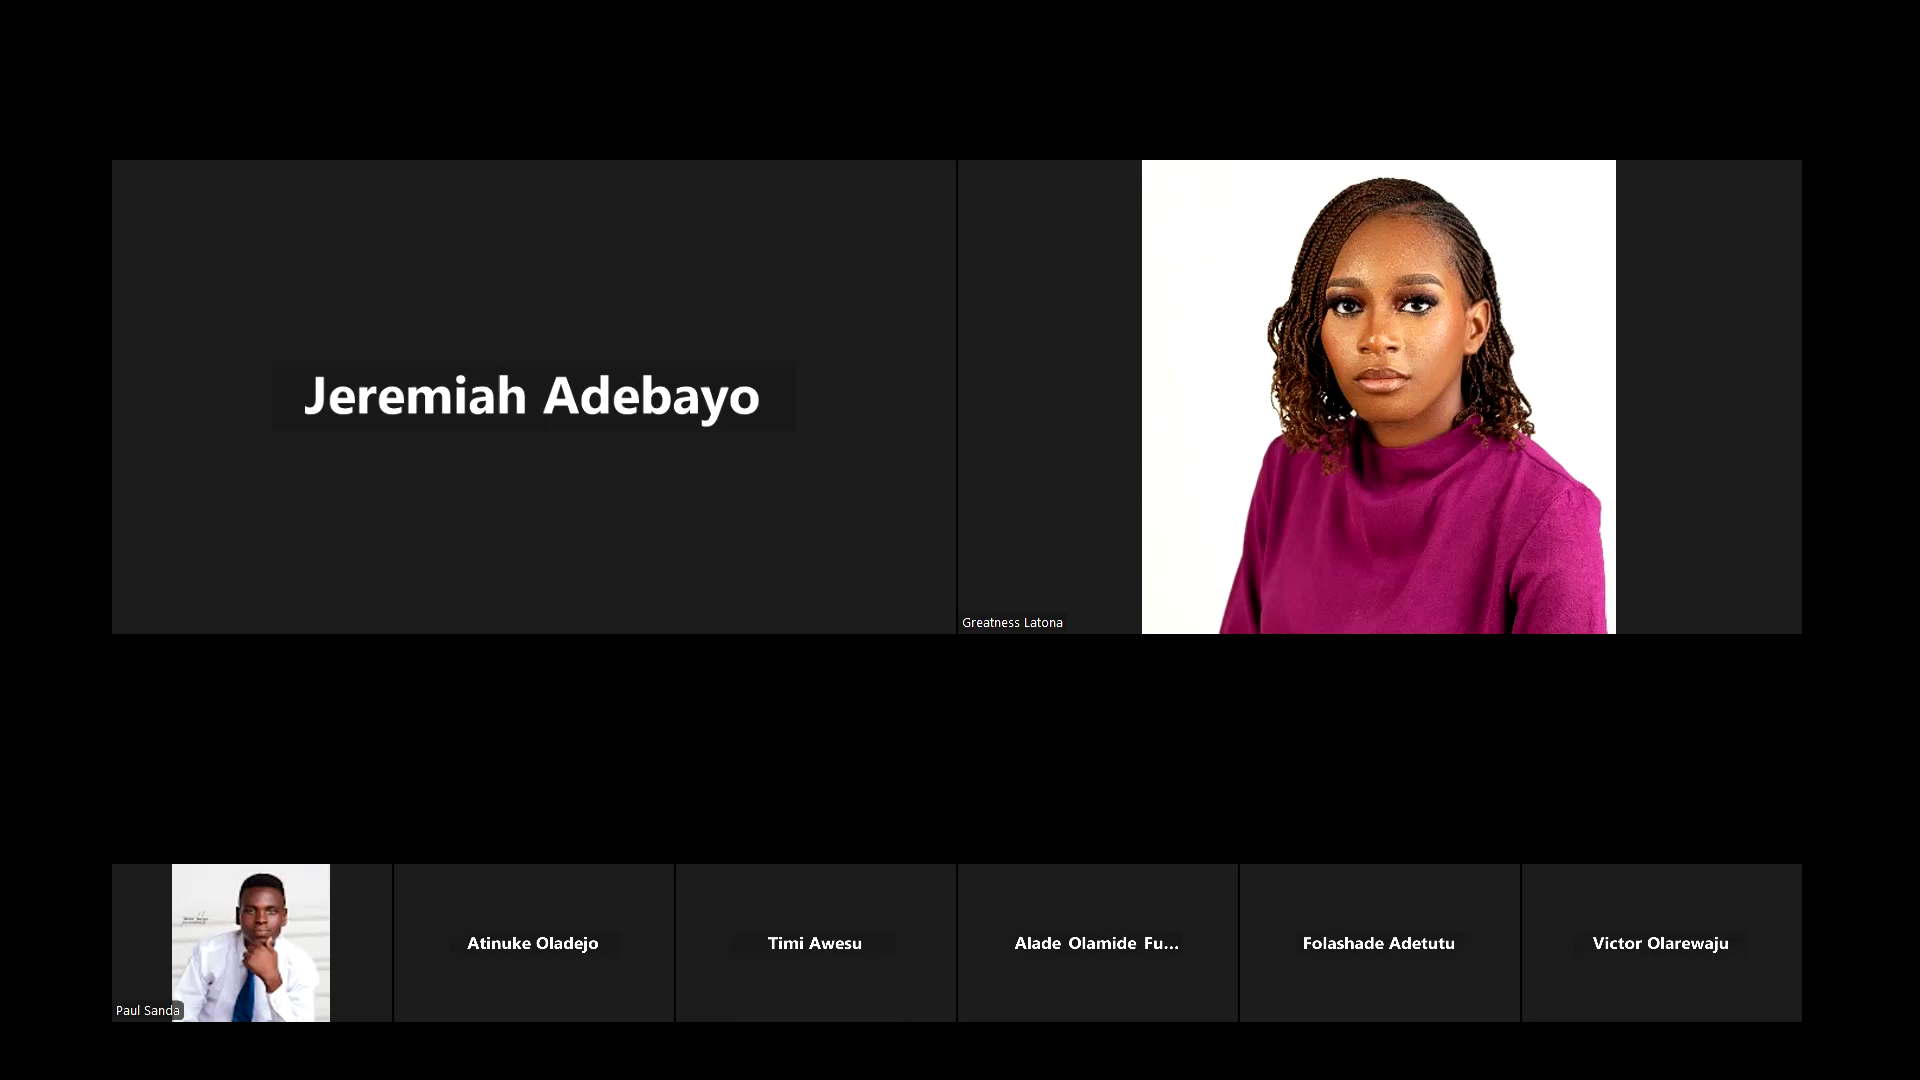 Jeremiah Adebayo
Greatness Latona
Paul Sanda
Atinuke Oladejo
Timi Awesu
Alade Olamide Fu...
Folashade Adetutu
Victor Olarewaju